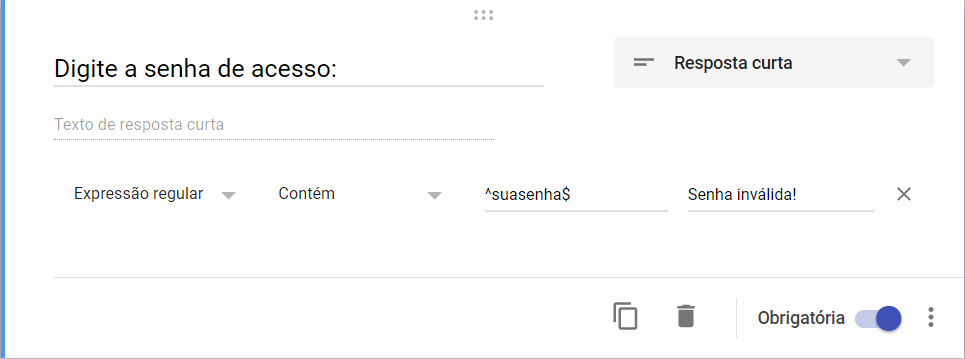 Digite a senha de acesso:
Resposta curta
Texto de resposta curta
Expressão regular
Contém
^suasenha$
Senha inválida!
Obrigatória